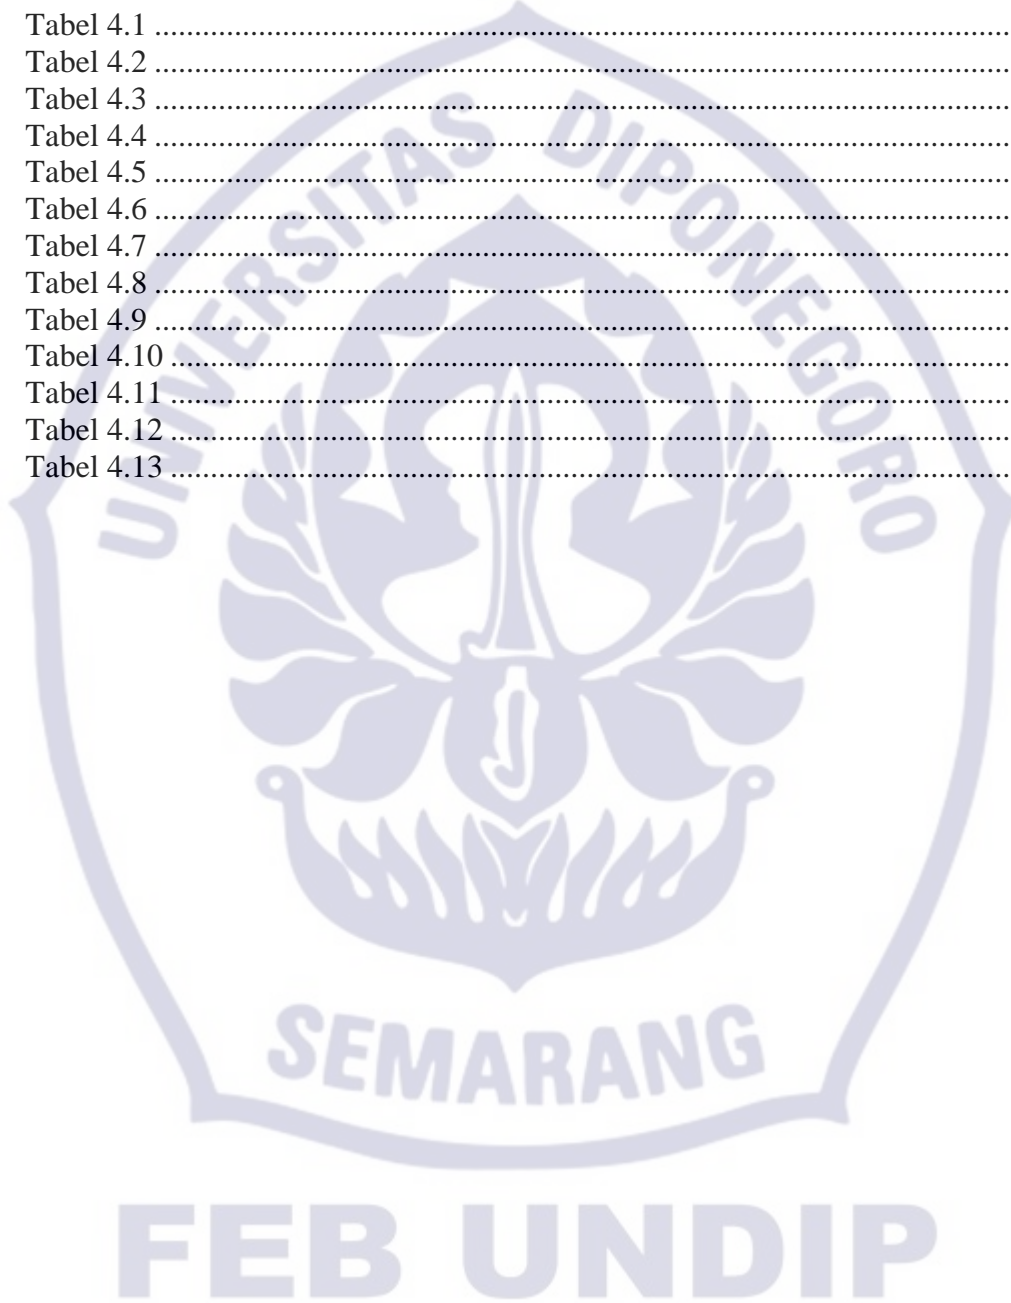 Tabel 4.1 ........................................................................................................
Tabel 4.2 ........................................................................................................
Tabel 4.3 ........................................................................................................
Tabel 4.4 ........................................................................................................
Tabel 4.5 ........................................................................................................
Tabel 4.6 ........................................................................................................
Tabel 4.7 ........................................................................................................
Tabel 4.8 ........................................................................................................
Tabel 4.9 ........................................................................................................
Tabel 4.10 ......................................................................................................
Tabel 4.11 ......................................................................................................
Tabel 4.12 ......................................................................................................
Tabel 4.13 ......................................................................................................
UNIVERSITAS DIPONEGORO
SEMARANG
FEB UNDIP